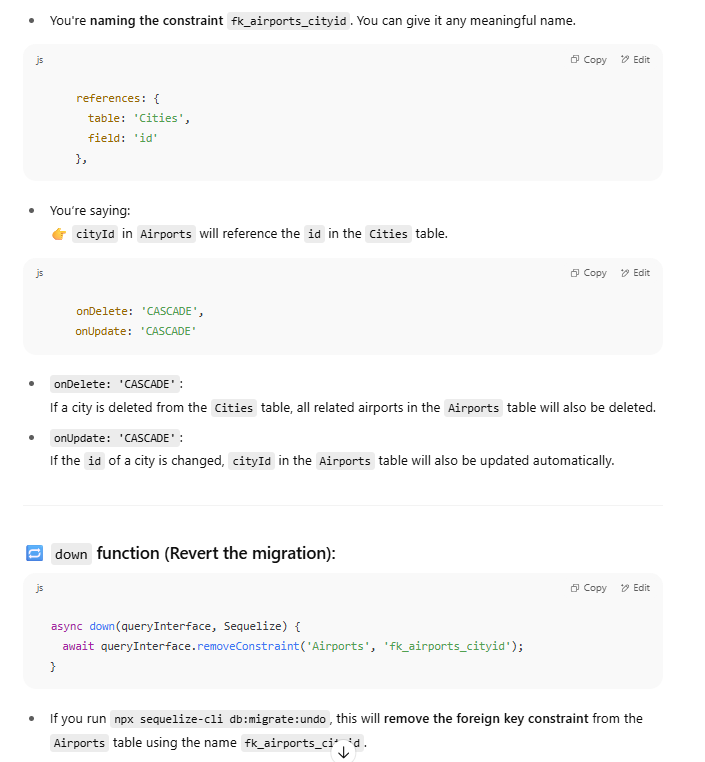 You're naming the constraint fk_airports_cityid. You can give it any meaningful name.
js Copy Edit
references: {
table: 'Cities',
field: 'id'
},
You're saying:
👉 cityId in Airports will reference the id in the Cities table.
js Copy Edit
onDelete: 'CASCADE',
onUpdate: 'CASCADE'
onDelete: 'CASCADE':
If a city is deleted from the Cities table, all related airports in the Airports table will also be deleted.
onUpdate: 'CASCADE':
If the id of a city is changed, cityId in the Airports table will also be updated automatically.
🔁 down function (Revert the migration):
js Copy Edit
async down(queryInterface, Sequelize) {
await queryInterface.removeConstraint('Airports', 'fk_airports_cityid');
}
If you run npx sequelize-cli db:migrate:undo, this will remove the foreign key constraint from the
Airports table using the name fk_airports_cityid.